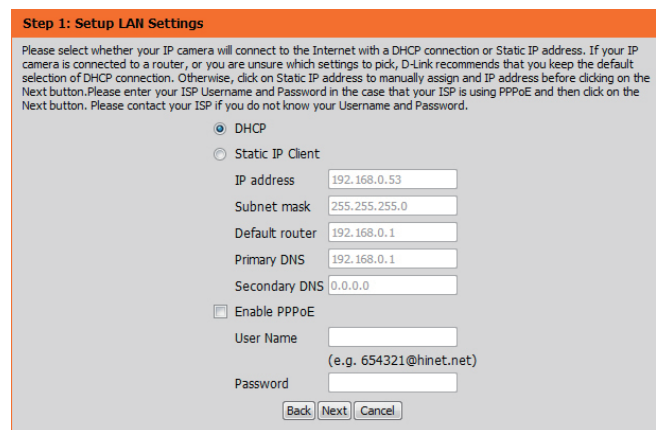 Step 1: Setup LAN Settings
Please select whether your IP camera will connect to the Internet with a DHCP connection or Static IP address. If your IP
camera is connected to a router, or you are unsure which settings to pick, D-Link recommends that you keep the default
selection of DHCP connection. Otherwise, click on Static IP address to manually assign and IP address before clicking on the
Next button.Please enter your ISP Username and Password in the case that your ISP is using PPPoE and then click on the
Next button. Please contact your ISP if you do not know your Username and Password.
DHCP
Static IP Client
IP address 192.168.0.53
Subnet mask 255.255.255.0
Default router 192.168.0.1
Primary DNS 192.168.0.1
Secondary DNS 0.0.0.0
Enable PPPoE
User Name
(e.g. 654321@hinet.net)
Password
Back Next Cancel